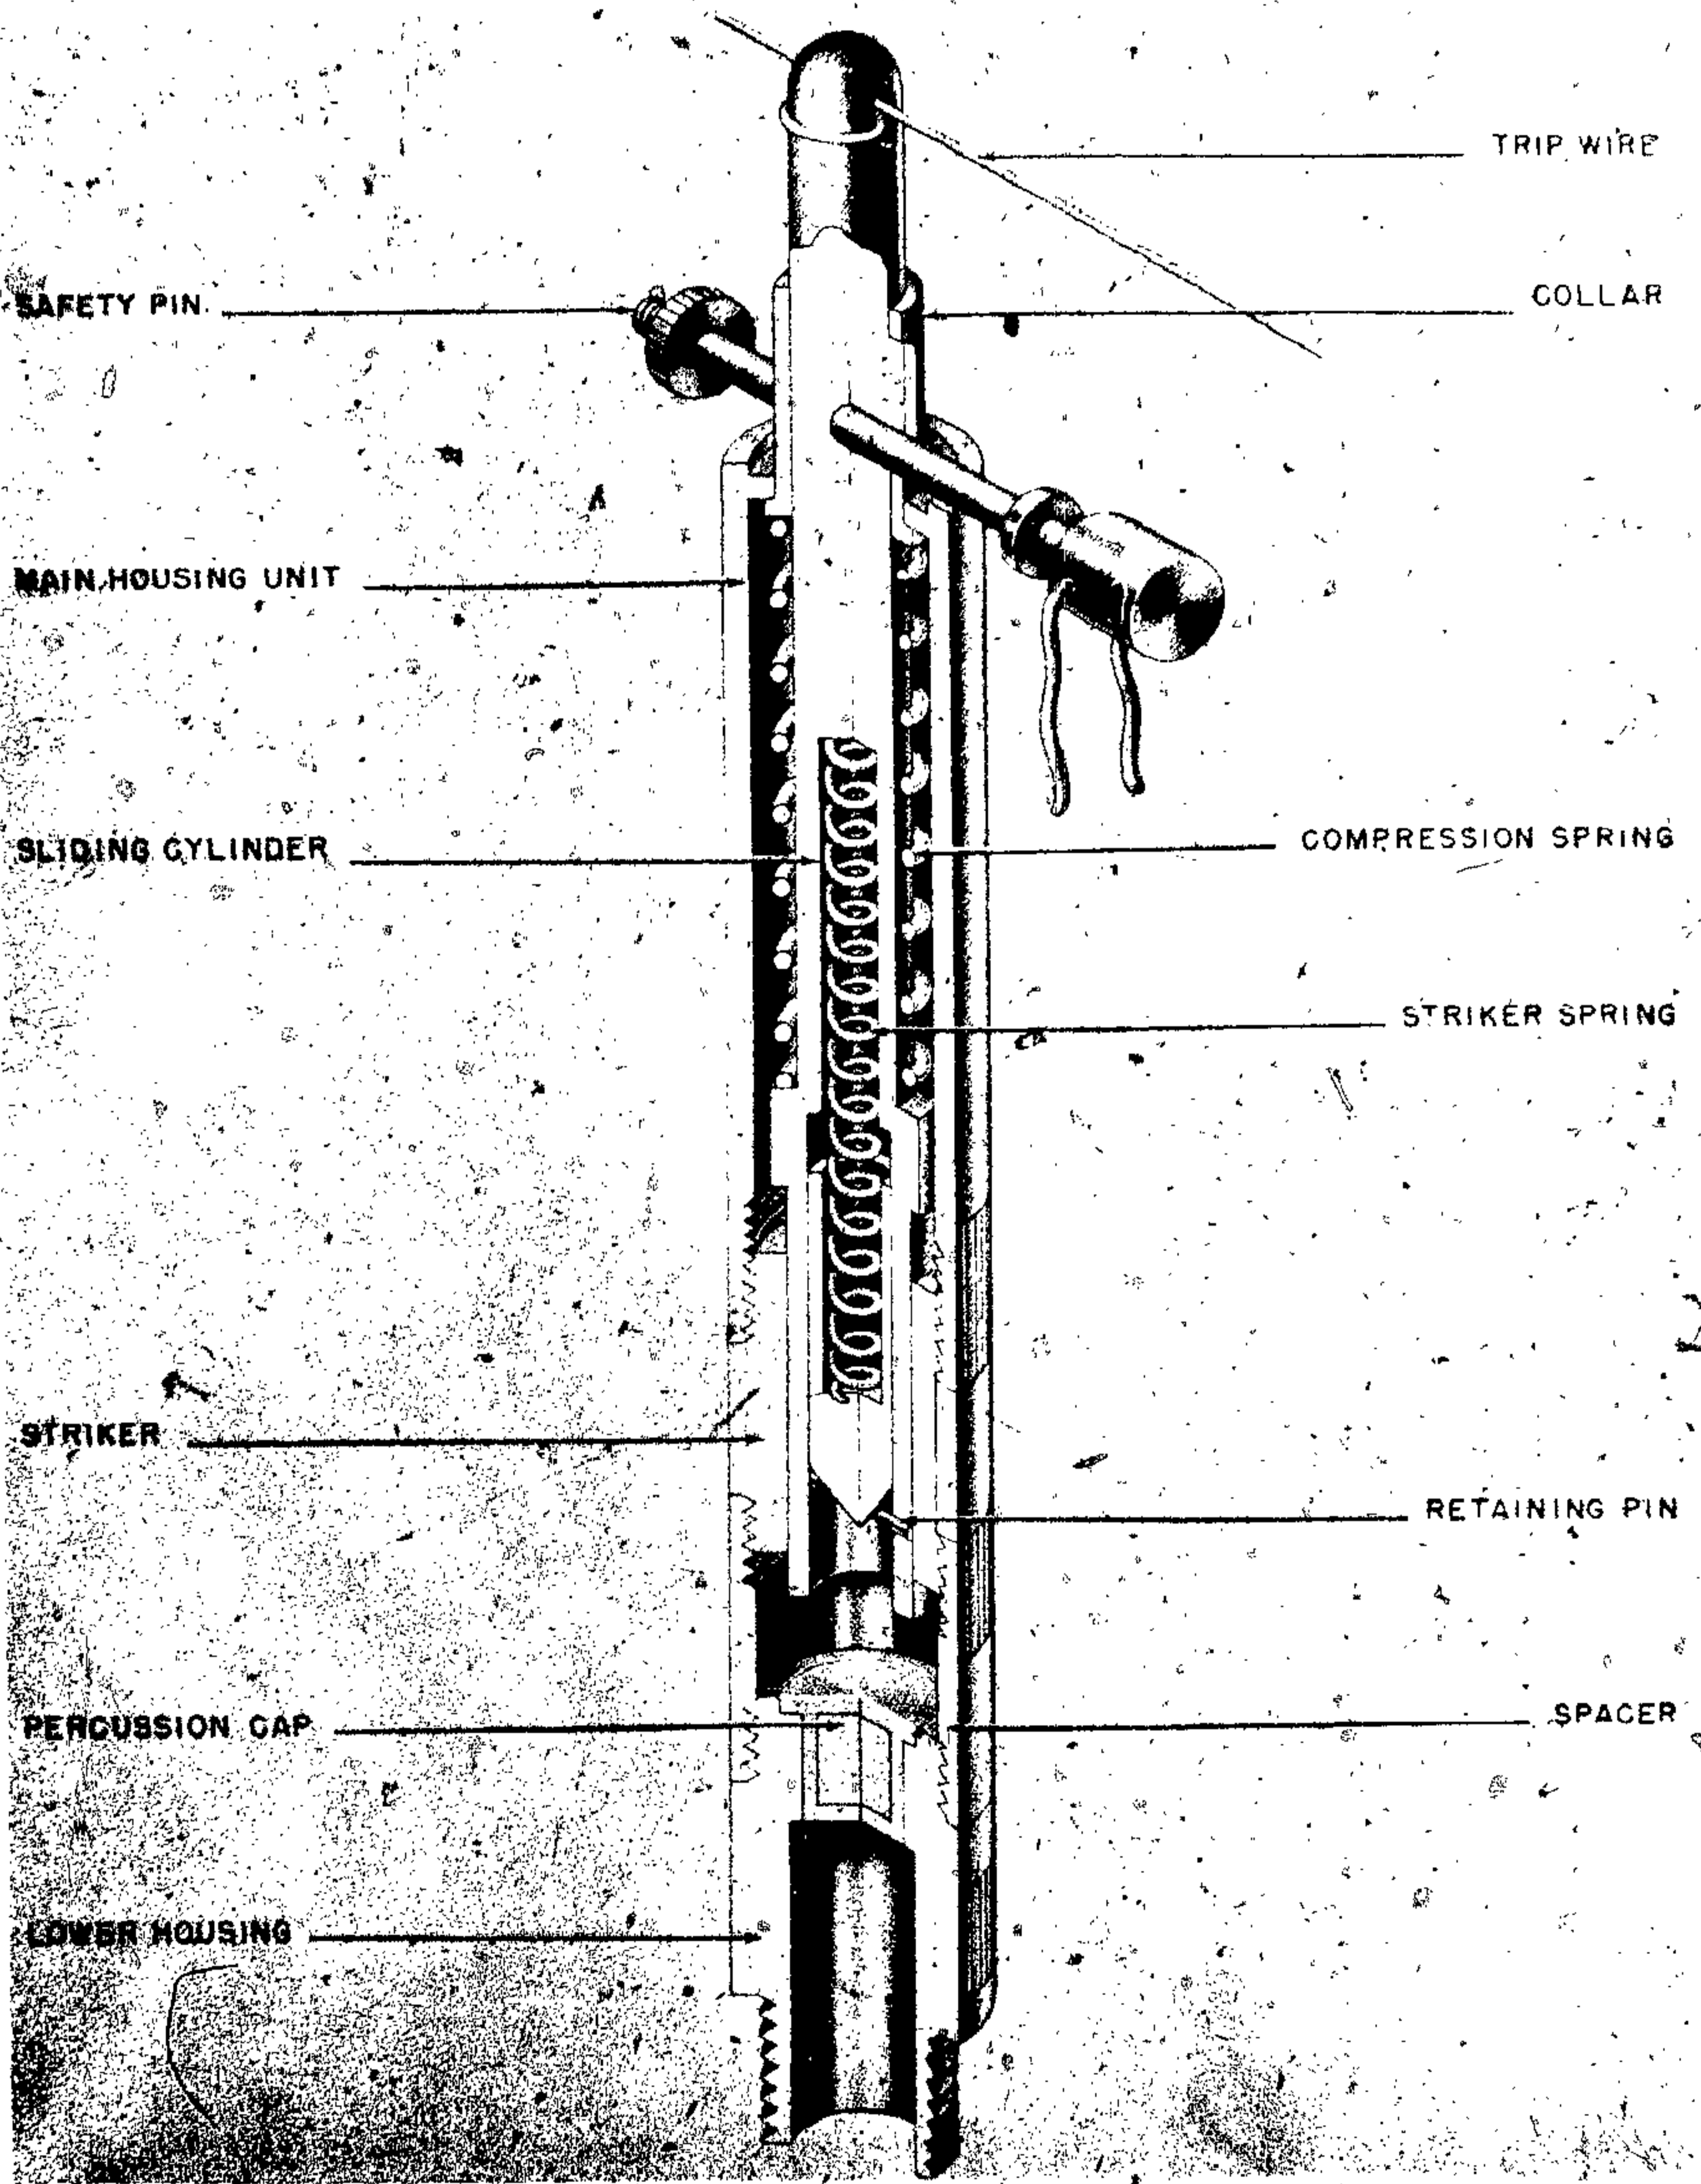 TRIP WIRE
SAFETY PIN
COLLAR
MAIN HOUSING UNIT
SLIDING CYLINDER
COMPRESSION SPRING
STRIKER SPRING
STRIKER
RETAINING PIN
PERCUSSION CAP
SPACER
LOWER HOUSING